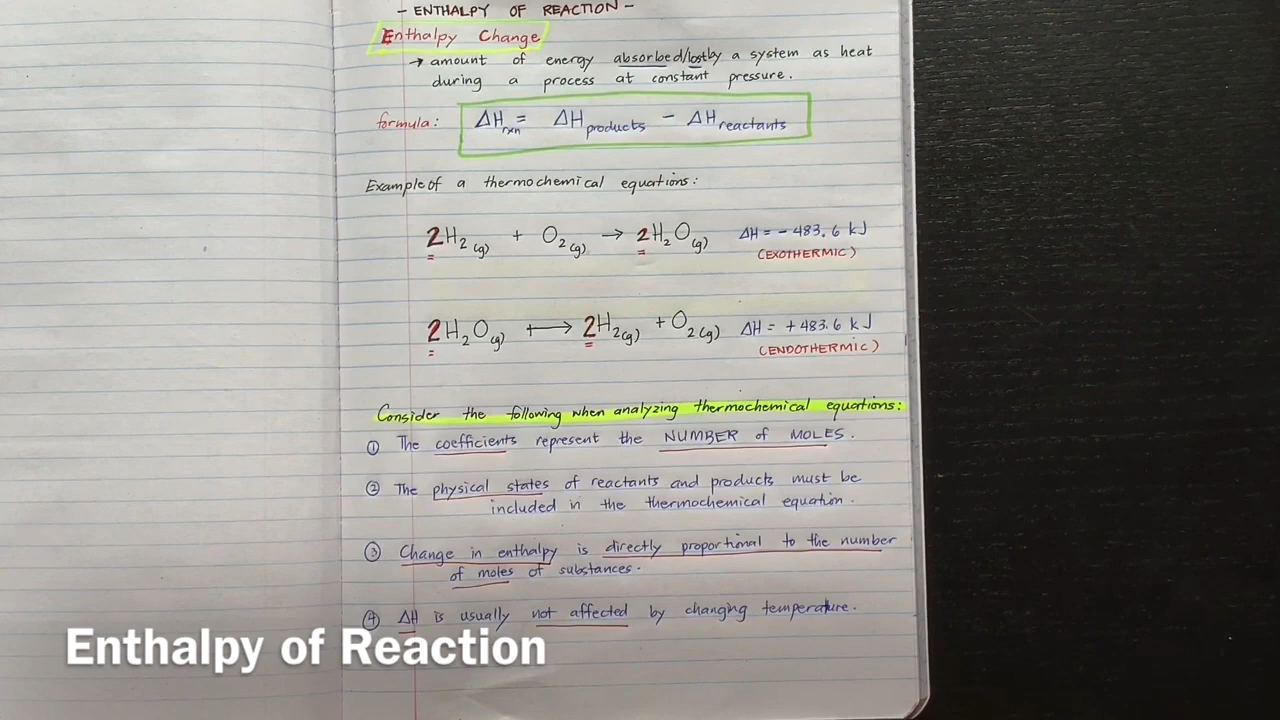 - ENTHALPY OF REACTION -
Enthalpy Change
→ amount of energy absorbed/lost by a system as heat
during a process at constant pressure.
formula: ΔHrxn = ΔHproducts - ΔHreactants
Example of a thermochemical equations:
2H₂(g) + O₂(g) → 2H₂O(g) ΔH = - 483.6 kJ
(EXOTHERMIC)
2H₂O(g) ⟼ 2H₂(g) + O₂(g) ΔH = + 483.6 kJ
(ENDOTHERMIC)
Consider the following when analyzing thermochemical equations:
① The coefficients represent the NUMBER of MOLES.
② The physical states of reactants and products must be
included in the thermochemical equation.
③ Change in enthalpy is directly proportional to the number
of moles of substances.
④ ΔH is usually not affected by changing temperature.
Enthalpy of Reaction